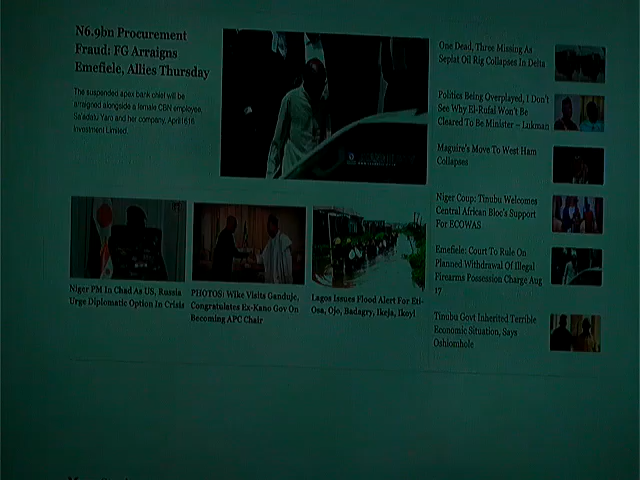 N6.9bn Procurement
Fraud: FG Arraigns
Emefiele, Allies Thursday
The suspended apex bank chief will be
arraigned alongside a female CBN employee,
Sa'adatu Yaro and her company, April1616
Investment Limited.
Niger PM In Chad As US, Russia
Urge Diplomatic Option In Crisis
PHOTOS: Wike Visits Ganduje,
Congratulates Ex-Kano Gov On
Becoming APC Chair
Lagos Issues Flood Alert For Eti-
Osa, Ojo, Badagry, Ikeja, Ikoyi
One Dead, Three Missing As
Seplat Oil Rig Collapses In Delta
Politics Being Overplayed, I Don't
See Why El-Rufai Won't Be
Cleared To Be Minister – Lukman
Maguire's Move To West Ham
Collapses
Niger Coup: Tinubu Welcomes
Central African Bloc's Support
For ECOWAS
Emefiele: Court To Rule On
Planned Withdrawal Of Illegal
Firearms Possession Charge Aug
17
Tinubu Govt Inherited Terrible
Economic Situation, Says
Oshiomhole